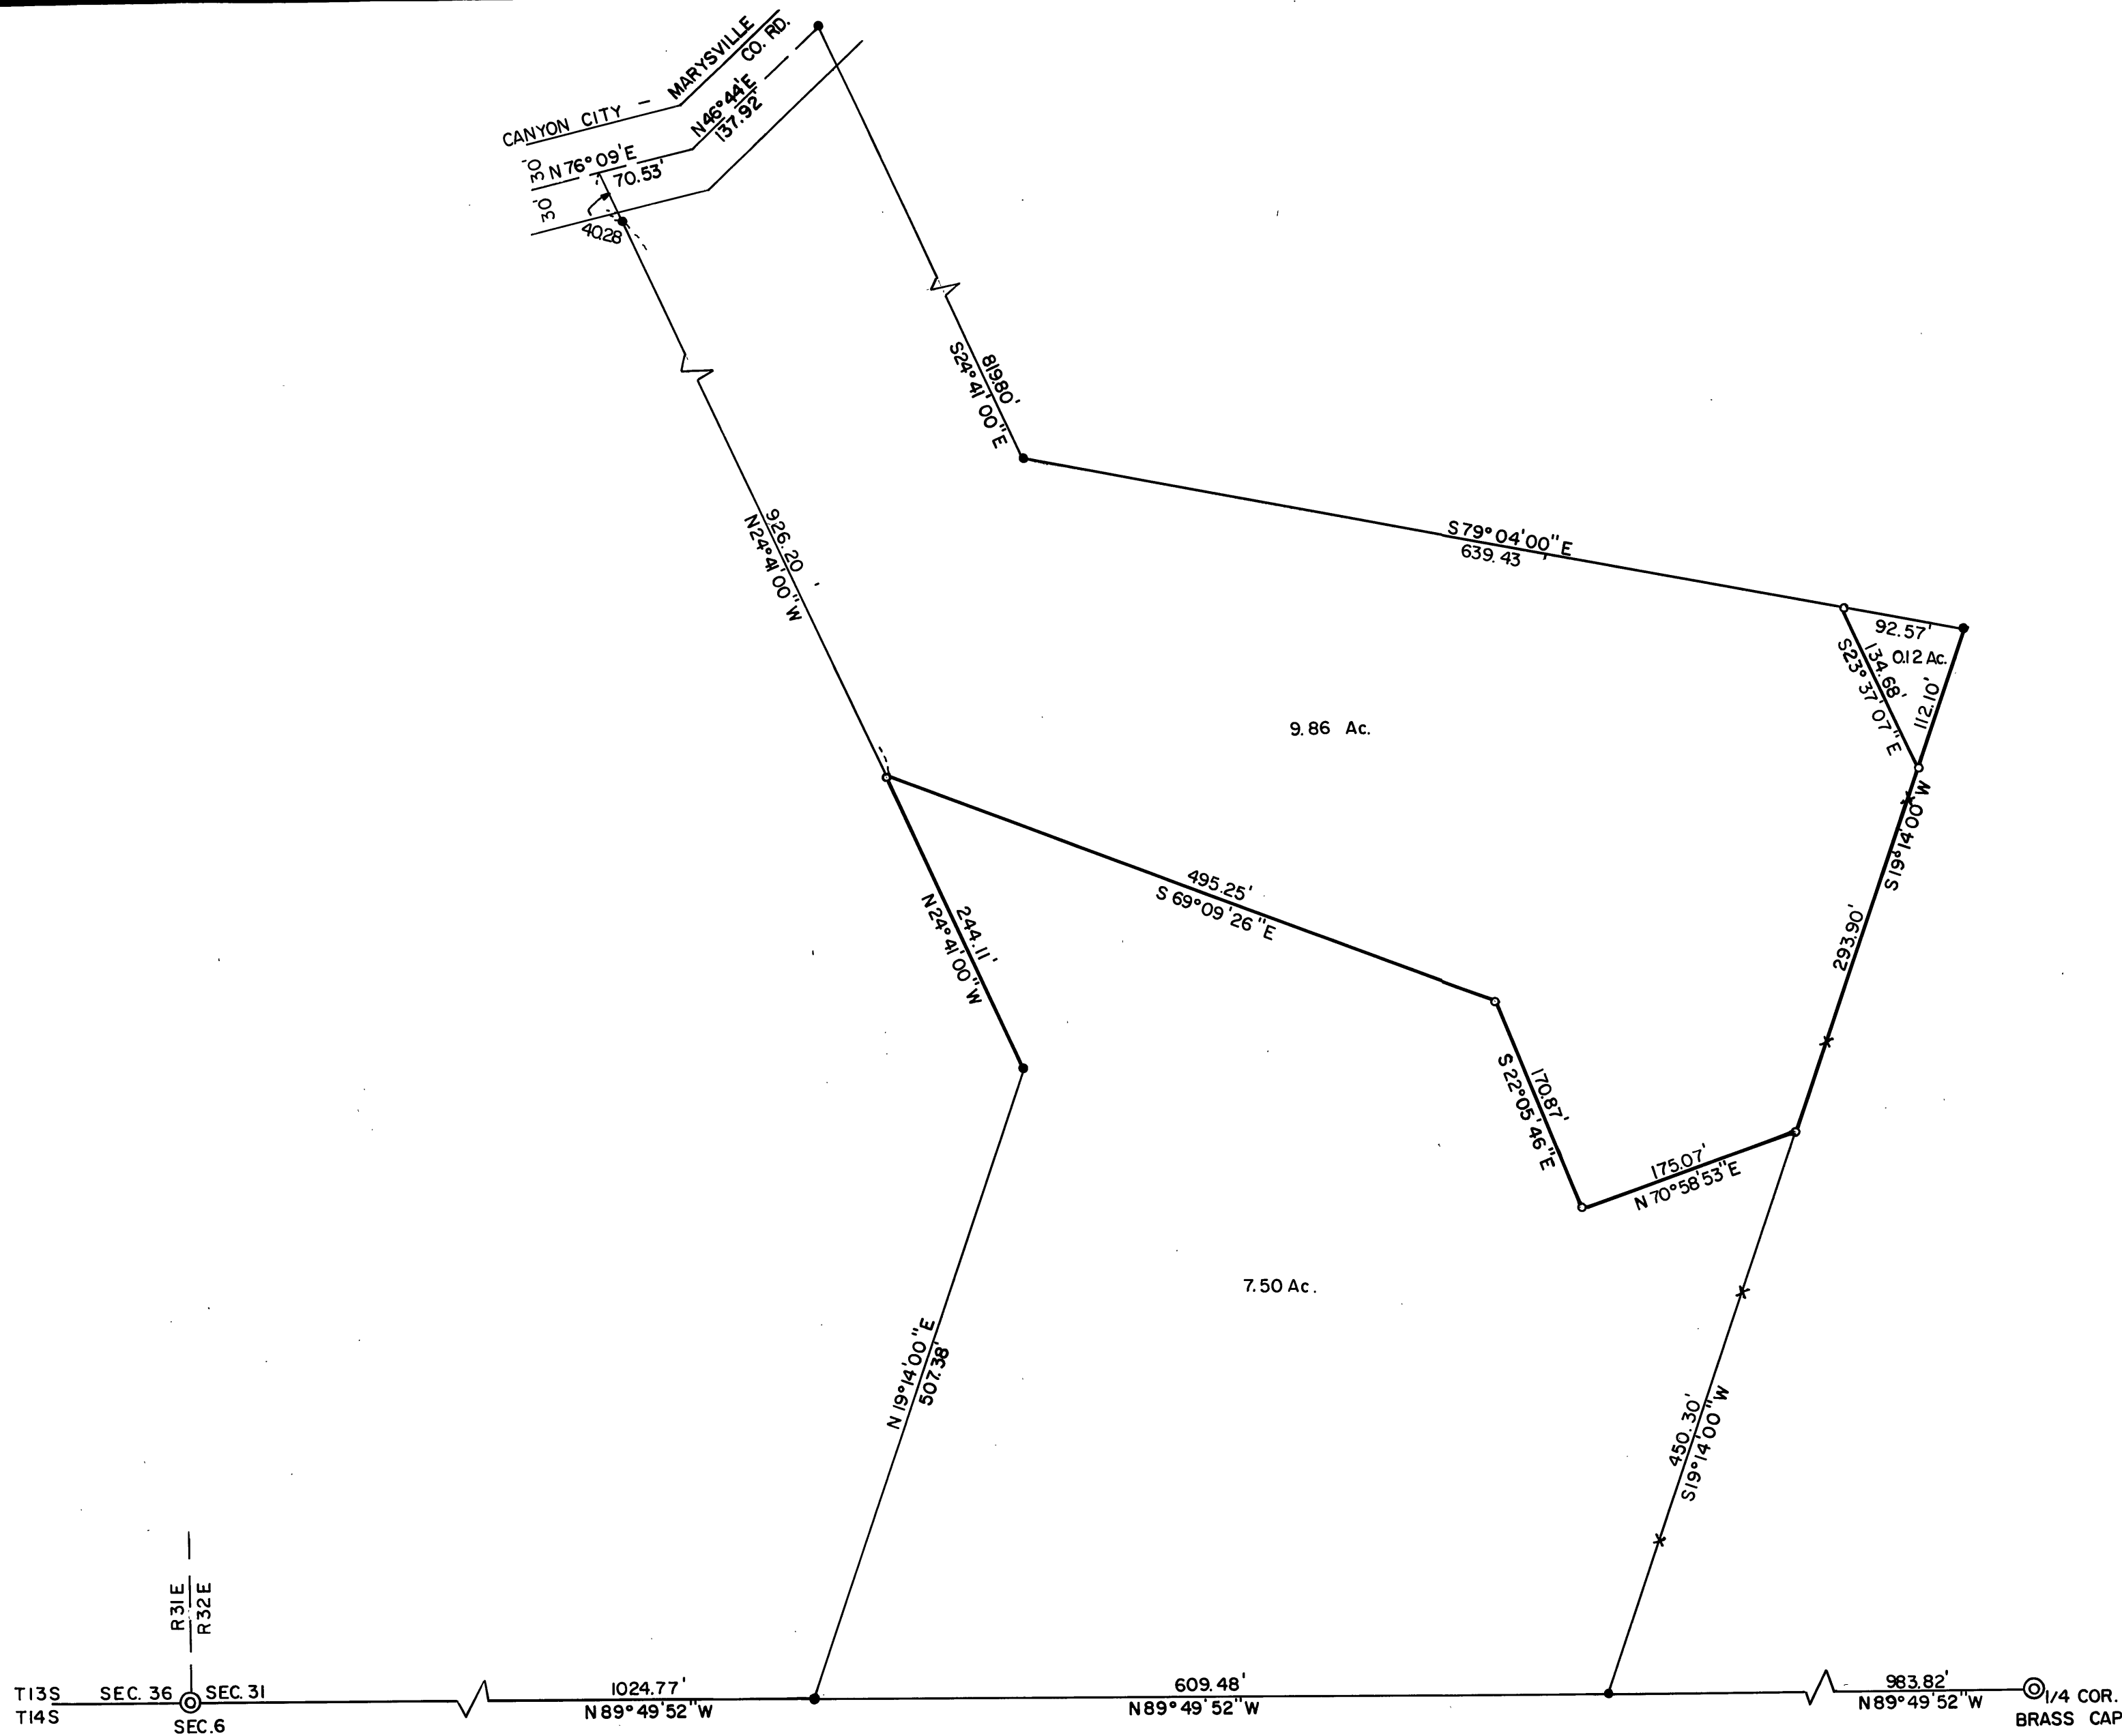 CANYON CITY - MARYSVILLE
CO. RD.
N46°44'E
137.92'
30'
N 76°09'E
70.53'
30'
40.28
819.80'
S24°41'00"E
926.20'
N24°41'00"W
S79°04'00"E
639.43'
92.57'
0.12 Ac.
134.68'
S23°37'07"E
112.10'
9.86 Ac.
S19°14'00"W
293.90'
495.25'
S 69°09'26"E
244.11'
N24°41'00"W
170.87'
S 22°05'46"E
175.07'
N 70°58'53"E
7.50 Ac.
N 19°14'00"E
507.38'
450.30'
S19°14'00"W
R31E
R32E
T13S SEC. 36 SEC. 31
T14S
SEC.6
1024.77'
N89°49'52"W
609.48'
N89°49'52"W
983.82'
N89°49'52"W
1/4 COR.
BRASS CAP